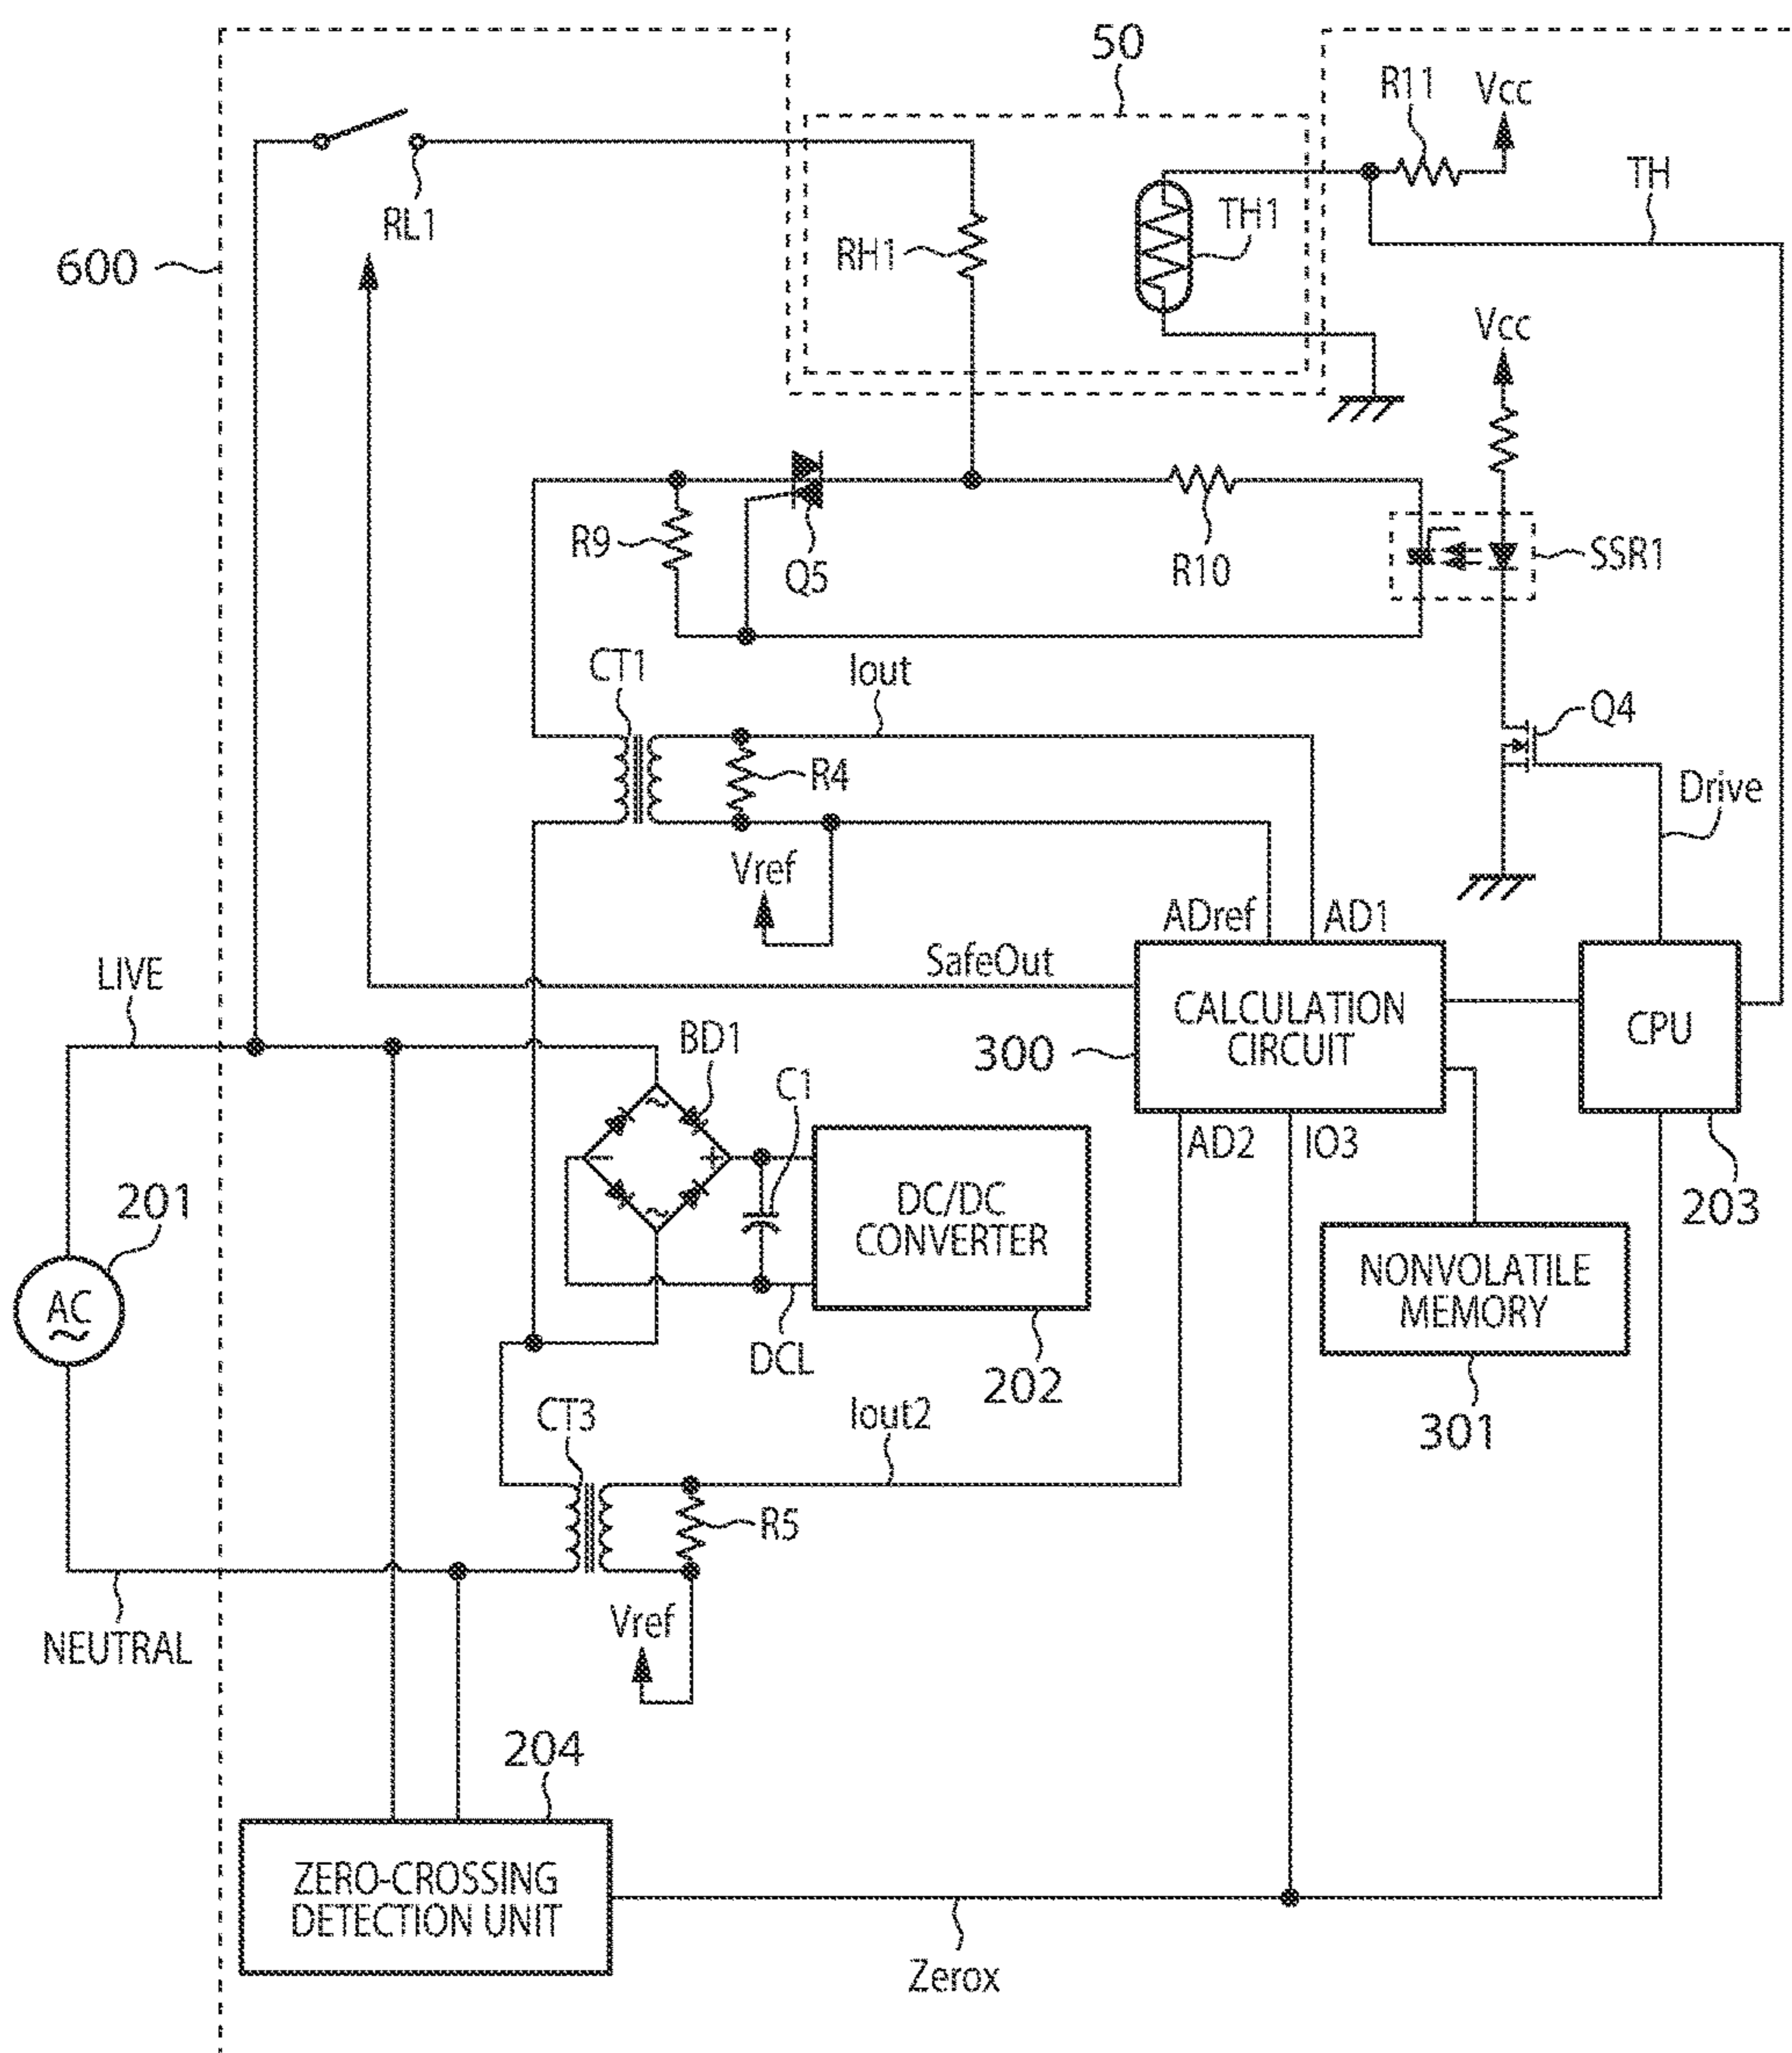 50
R11
Vcc
TH
RL1
TH1
RH1
600
Vcc
R9
Q5
R10
SSR1
CT1
Iout
Q4
R4
Drive
Vref
ADref
AD1
SafeOut
LIVE
BD1
C1
300
CALCULATION
CIRCUIT
CPU
AD2
IO3
201
203
DC/DC
CONVERTER
AC
NONVOLATILE
MEMORY
DCL
202
301
CT3
Iout2
R5
Vref
NEUTRAL
204
ZERO-CROSSING
DETECTION UNIT
Zerox